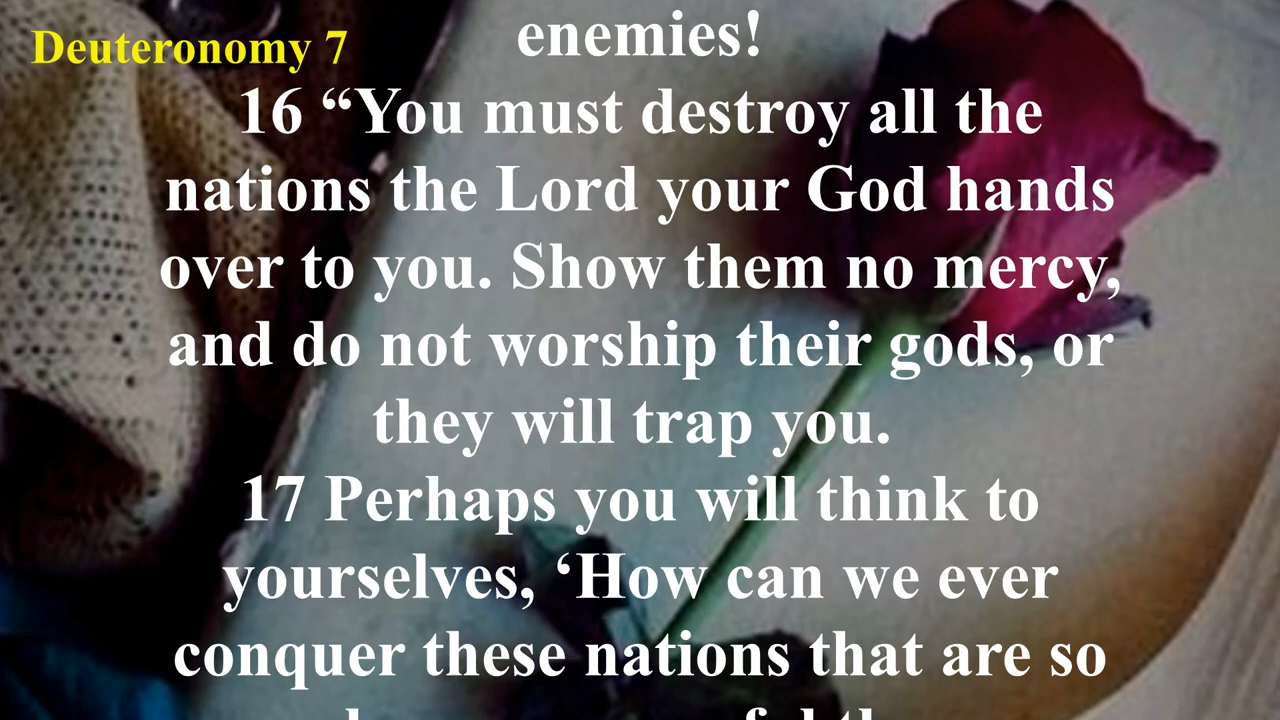 Deuteronomy 7
enemies!
16 “You must destroy all the
nations the Lord your God hands
over to you. Show them no mercy,
and do not worship their gods, or
they will trap you.
17 Perhaps you will think to
yourselves, ‘How can we ever
conquer these nations that are so